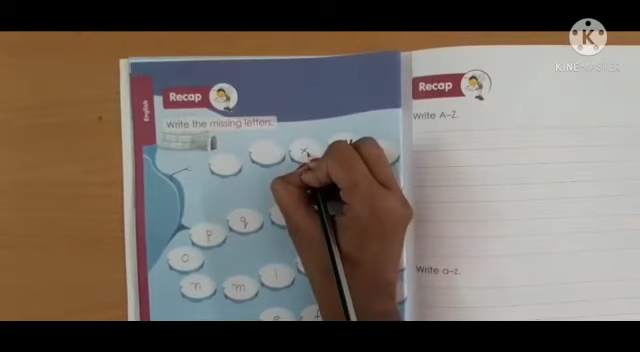 K
KINEMASTER
English
Recap
Recap
Write the missing letters.
Write A-Z.
x
p q
o
n m l
Write a-z.
e f